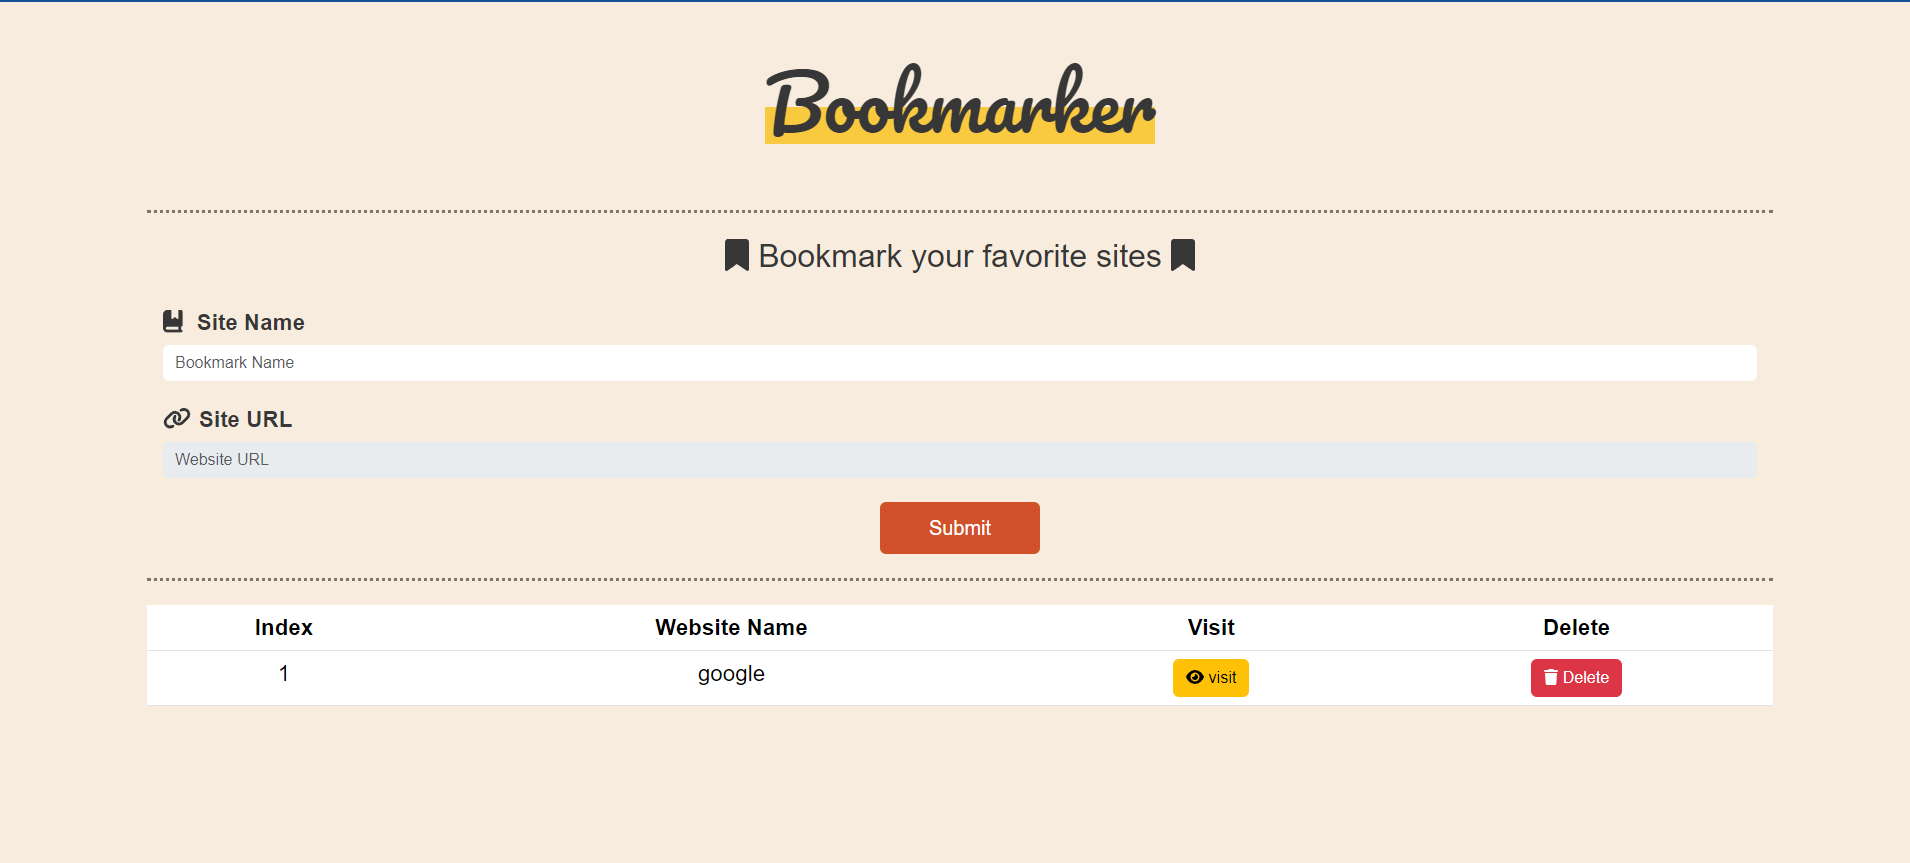 Bookmarker
Bookmark your favorite sites
Site Name
Bookmark Name
Site URL
Website URL
Submit
Index Website Name Visit Delete
1 google visit Delete